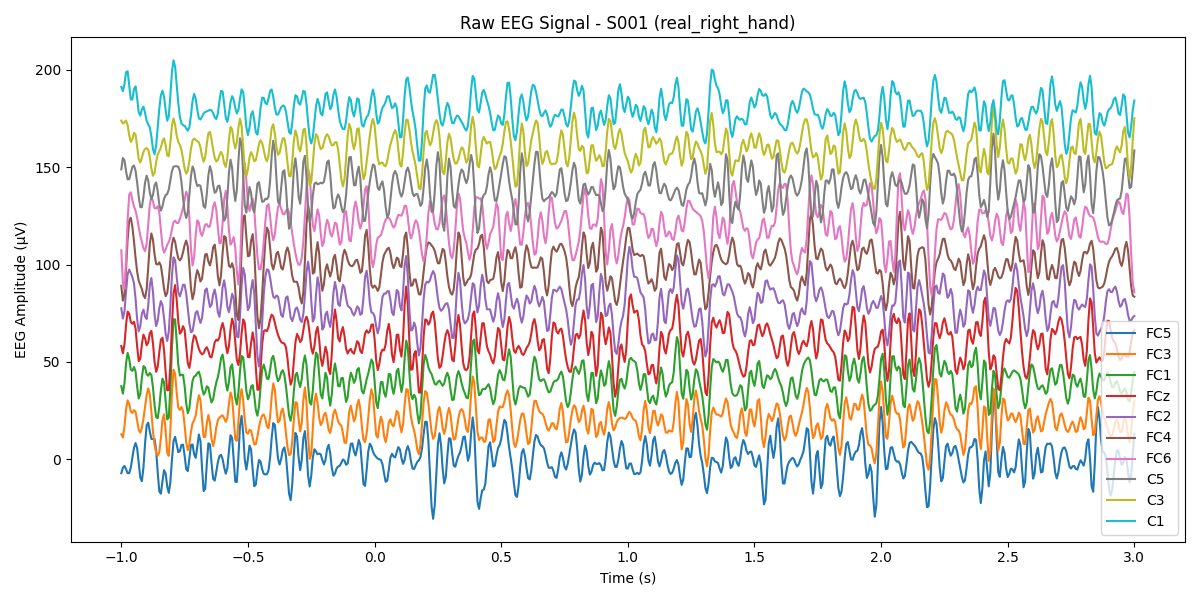 Raw EEG Signal - S001 (real_right_hand)
EEG Amplitude (µV)
200
150
100
50
0
−1.0
−0.5
0.0
0.5
1.0
1.5
2.0
2.5
3.0
Time (s)
FC5
FC3
FC1
FCz
FC2
FC4
FC6
C5
C3
C1